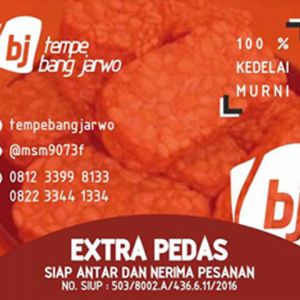 bj tempe
bang jarwo
100 %
KEDELAI
MURNI
tempebangjarwo
@msm9073f
0812 3399 8133
0822 3344 1334
bj
EXTRA PEDAS
SIAP ANTAR DAN NERIMA PESANAN
NO. SIUP : 503/8002.A/436.6.11/2016